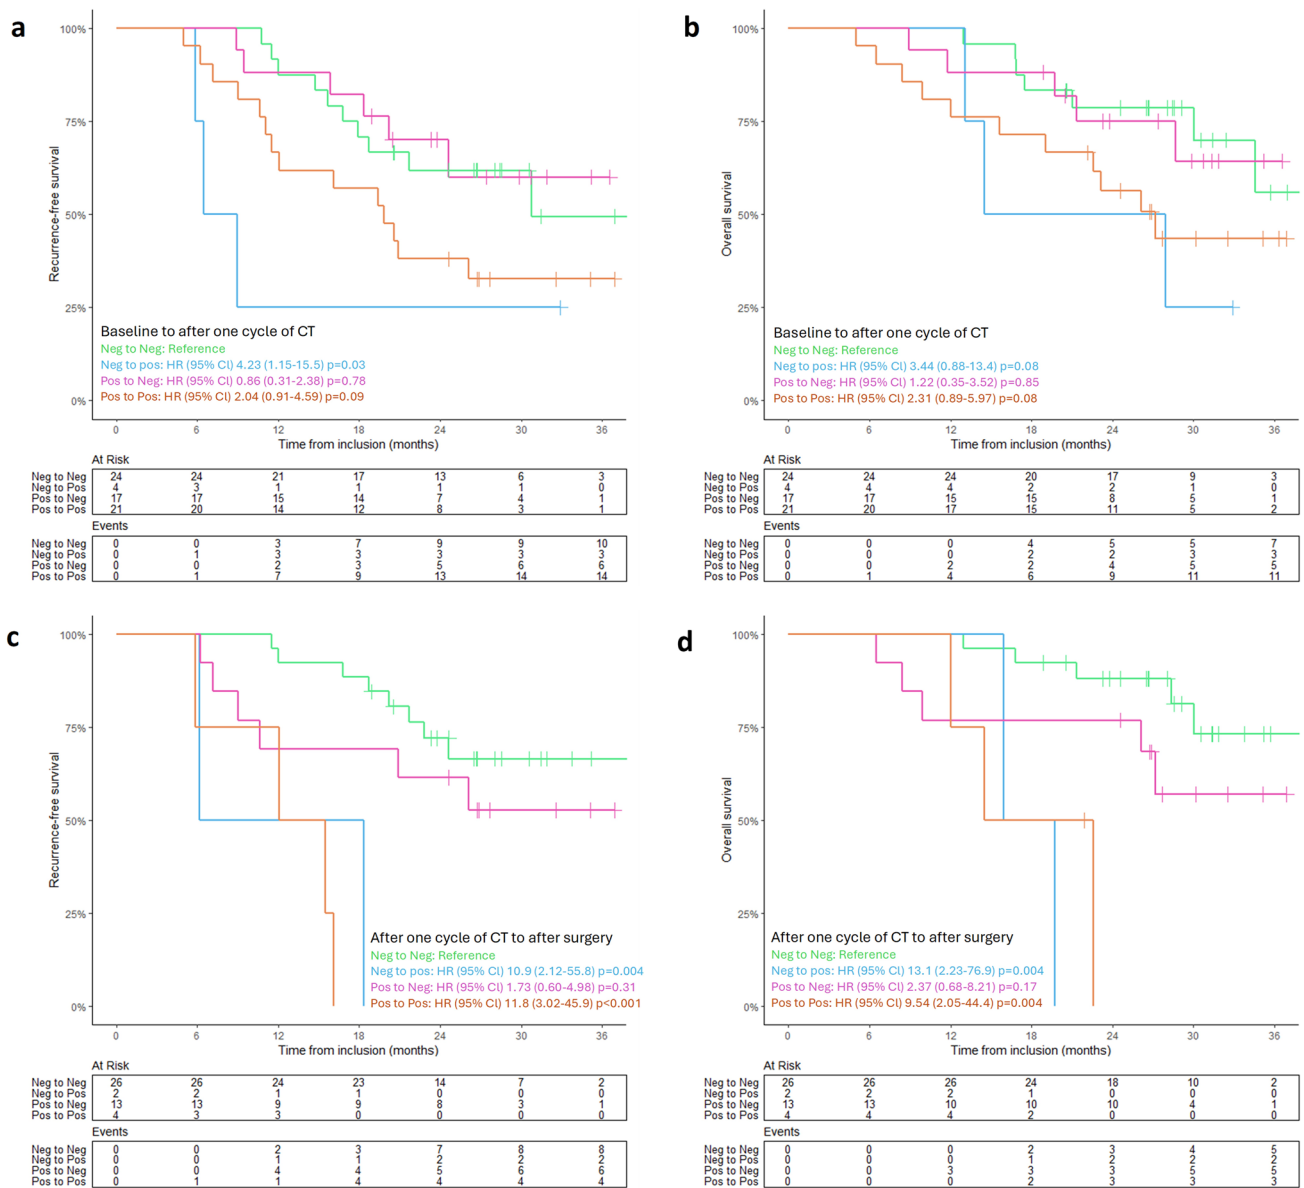 a
100%
75%
50%
25%
0%
Recurrence-free survival
Baseline to after one cycle of CT
Neg to Neg: Reference
Neg to pos: HR (95% CI) 4.23 (1.15-15.5) p=0.03
Pos to Neg: HR (95% CI) 0.86 (0.31-2.38) p=0.78
Pos to Pos: HR (95% CI) 2.04 (0.91-4.59) p=0.09
0 6 12 18 24 30 36
Time from inclusion (months)
At Risk
Neg to Neg 24 24 21 17 13 6 3
Neg to Pos 4 3 1 1 1 1 0
Pos to Neg 17 17 15 14 7 4 1
Pos to Pos 21 20 14 12 8 3 1
Events
Neg to Neg 0 0 3 7 9 9 10
Neg to Pos 0 1 3 3 3 3 3
Pos to Neg 0 0 2 3 5 6 6
Pos to Pos 0 1 7 9 13 14 14
b
100%
75%
50%
25%
0%
Overall survival
Baseline to after one cycle of CT
Neg to Neg: Reference
Neg to pos: HR (95% CI) 3.44 (0.88-13.4) p=0.08
Pos to Neg: HR (95% CI) 1.22 (0.35-3.52) p=0.85
Pos to Pos: HR (95% CI) 2.31 (0.89-5.97) p=0.08
0 6 12 18 24 30 36
Time from inclusion (months)
At Risk
Neg to Neg 24 24 24 20 17 9 3
Neg to Pos 4 4 4 2 2 1 0
Pos to Neg 17 17 15 15 8 5 1
Pos to Pos 21 20 17 15 11 5 2
Events
Neg to Neg 0 0 0 4 5 5 7
Neg to Pos 0 0 0 2 2 3 3
Pos to Neg 0 0 2 2 4 5 5
Pos to Pos 0 1 4 6 9 11 11
c
100%
75%
50%
25%
0%
Recurrence-free survival
After one cycle of CT to after surgery
Neg to Neg: Reference
Neg to pos: HR (95% CI) 10.9 (2.12-55.8) p=0.004
Pos to Neg: HR (95% CI) 1.73 (0.60-4.98) p=0.31
Pos to Pos: HR (95% CI) 11.8 (3.02-45.9) p<0.001
0 6 12 18 24 30 36
Time from inclusion (months)
At Risk
Neg to Neg 26 26 24 23 14 7 2
Neg to Pos 2 2 1 1 0 0 0
Pos to Neg 13 13 9 9 8 3 1
Pos to Pos 4 3 3 0 0 0 0
Events
Neg to Neg 0 0 2 3 7 8 8
Neg to Pos 0 0 1 1 2 2 2
Pos to Neg 0 0 4 4 5 6 6
Pos to Pos 0 1 1 4 4 4 4
d
100%
75%
50%
25%
0%
Overall survival
After one cycle of CT to after surgery
Neg to Neg: Reference
Neg to pos: HR (95% CI) 13.1 (2.23-76.9) p=0.004
Pos to Neg: HR (95% CI) 2.37 (0.68-8.21) p=0.17
Pos to Pos: HR (95% CI) 9.54 (2.05-44.4) p=0.004
0 6 12 18 24 30 36
Time from inclusion (months)
At Risk
Neg to Neg 26 26 26 24 18 10 2
Neg to Pos 2 2 2 1 0 0 0
Pos to Neg 13 13 10 10 10 4 1
Pos to Pos 4 4 4 2 0 0 0
Events
Neg to Neg 0 0 0 2 3 4 5
Neg to Pos 0 0 0 1 2 2 2
Pos to Neg 0 0 3 3 3 5 5
Pos to Pos 0 0 0 2 3 3 3